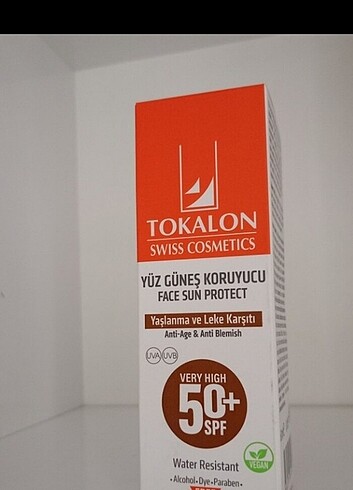 TOKALON
SWISS COSMETICS
YÜZ GÜNEŞ KORUYUCU
FACE SUN PROTECT
Yaşlanma ve Leke Karşıtı
Anti-Age & Anti Blemish
UVA UVB
VERY HIGH
50+
SPF
VEGAN
Water Resistant
•Alcohol•Dye•Paraben•
FREE